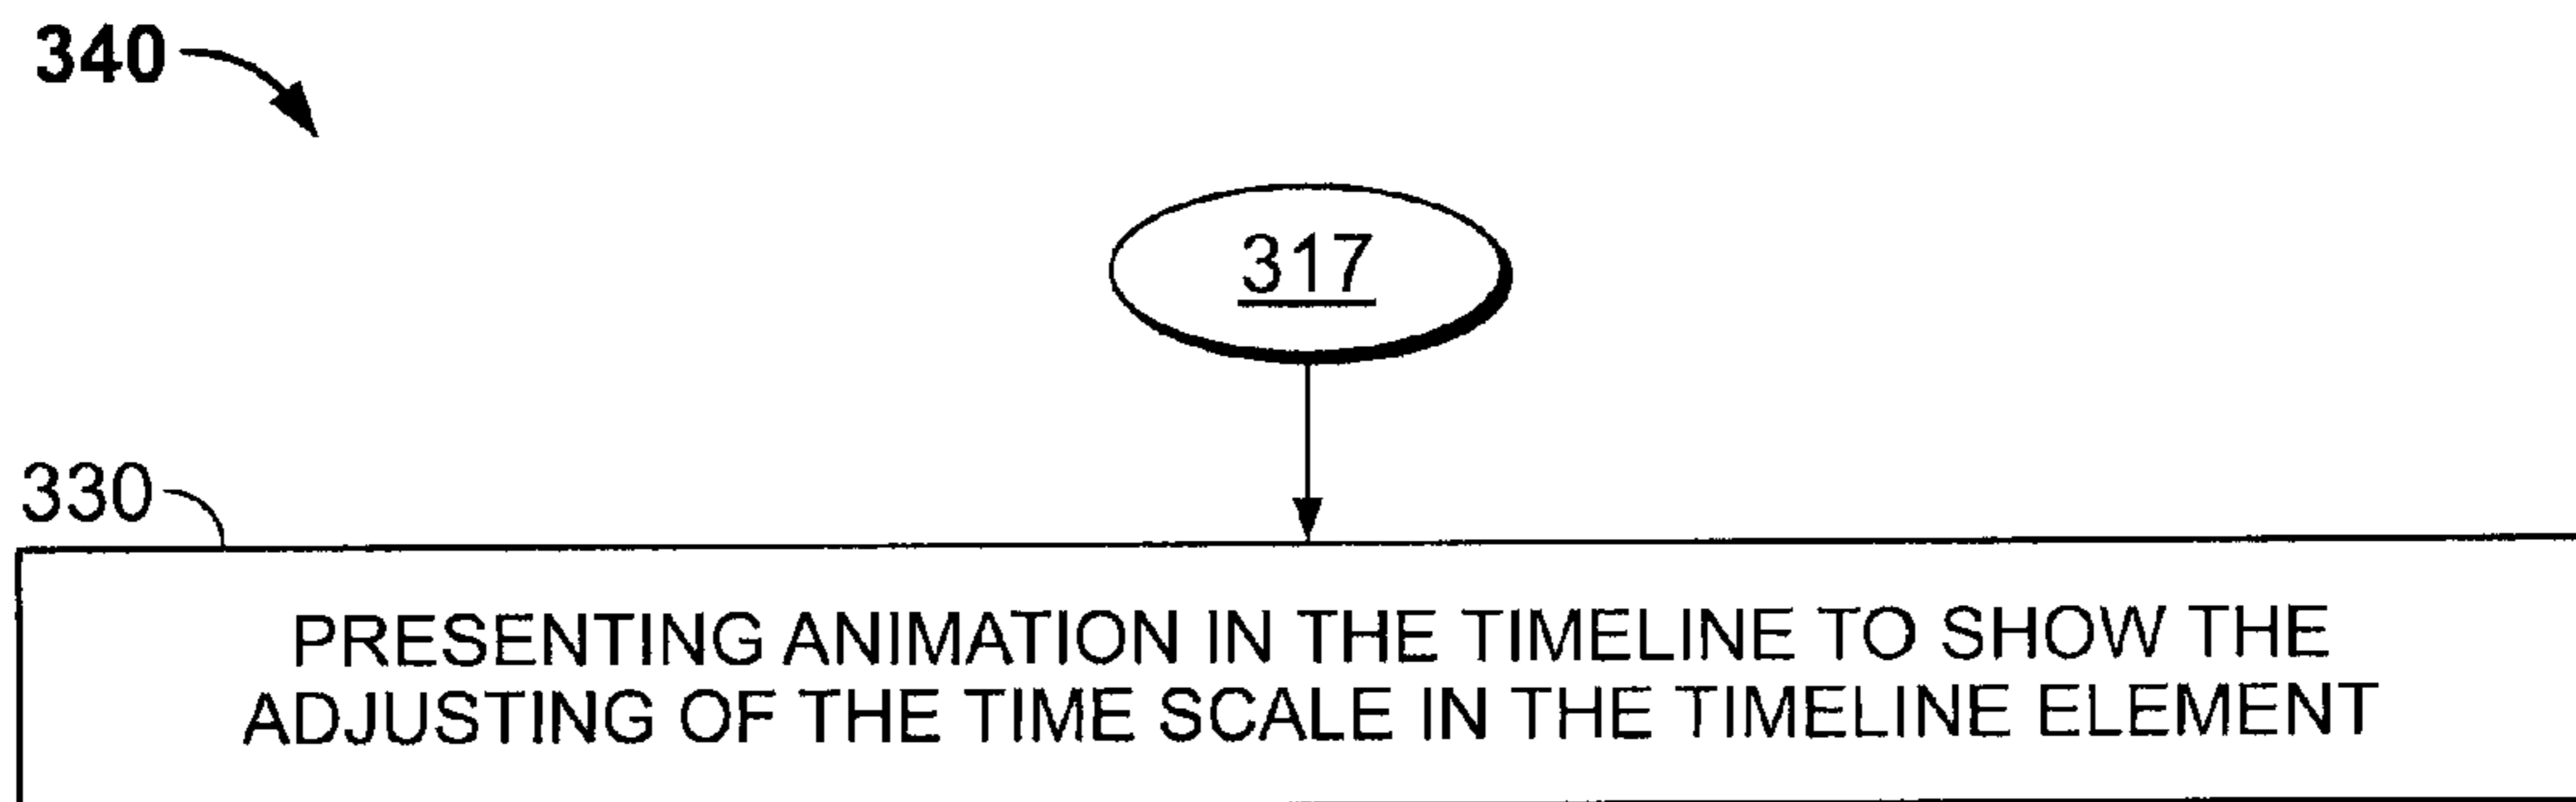 340
317
330
PRESENTING ANIMATION IN THE TIMELINE TO SHOW THE
ADJUSTING OF THE TIME SCALE IN THE TIMELINE ELEMENT